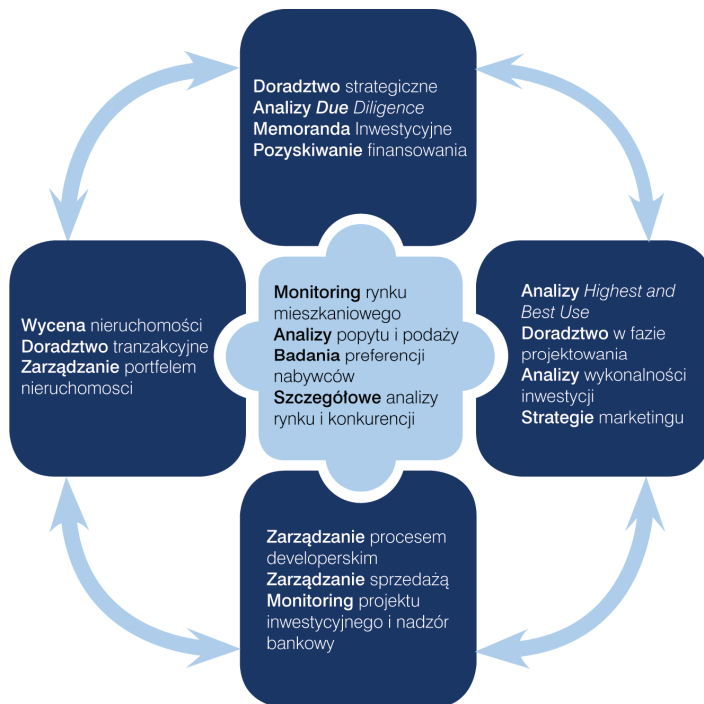 Doradztwo strategiczne
Analizy Due Diligence
Memoranda Inwestycyjne
Pozyskiwanie finansowania
Wycena nieruchomości
Doradztwo tranzakcyjne
Zarządzanie portfelem
nieruchomosci
Monitoring rynku
mieszkaniowego
Analizy popytu i podaży
Badania preferencji
nabywców
Szczegółowe analizy
rynku i konkurencji
Analizy Highest and
Best Use
Doradztwo w fazie
projektowania
Analizy wykonalności
inwestycji
Strategie marketingu
Zarządzanie procesem
developerskim
Zarządzanie sprzedażą
Monitoring projektu
inwestycyjnego i nadzór
bankowy